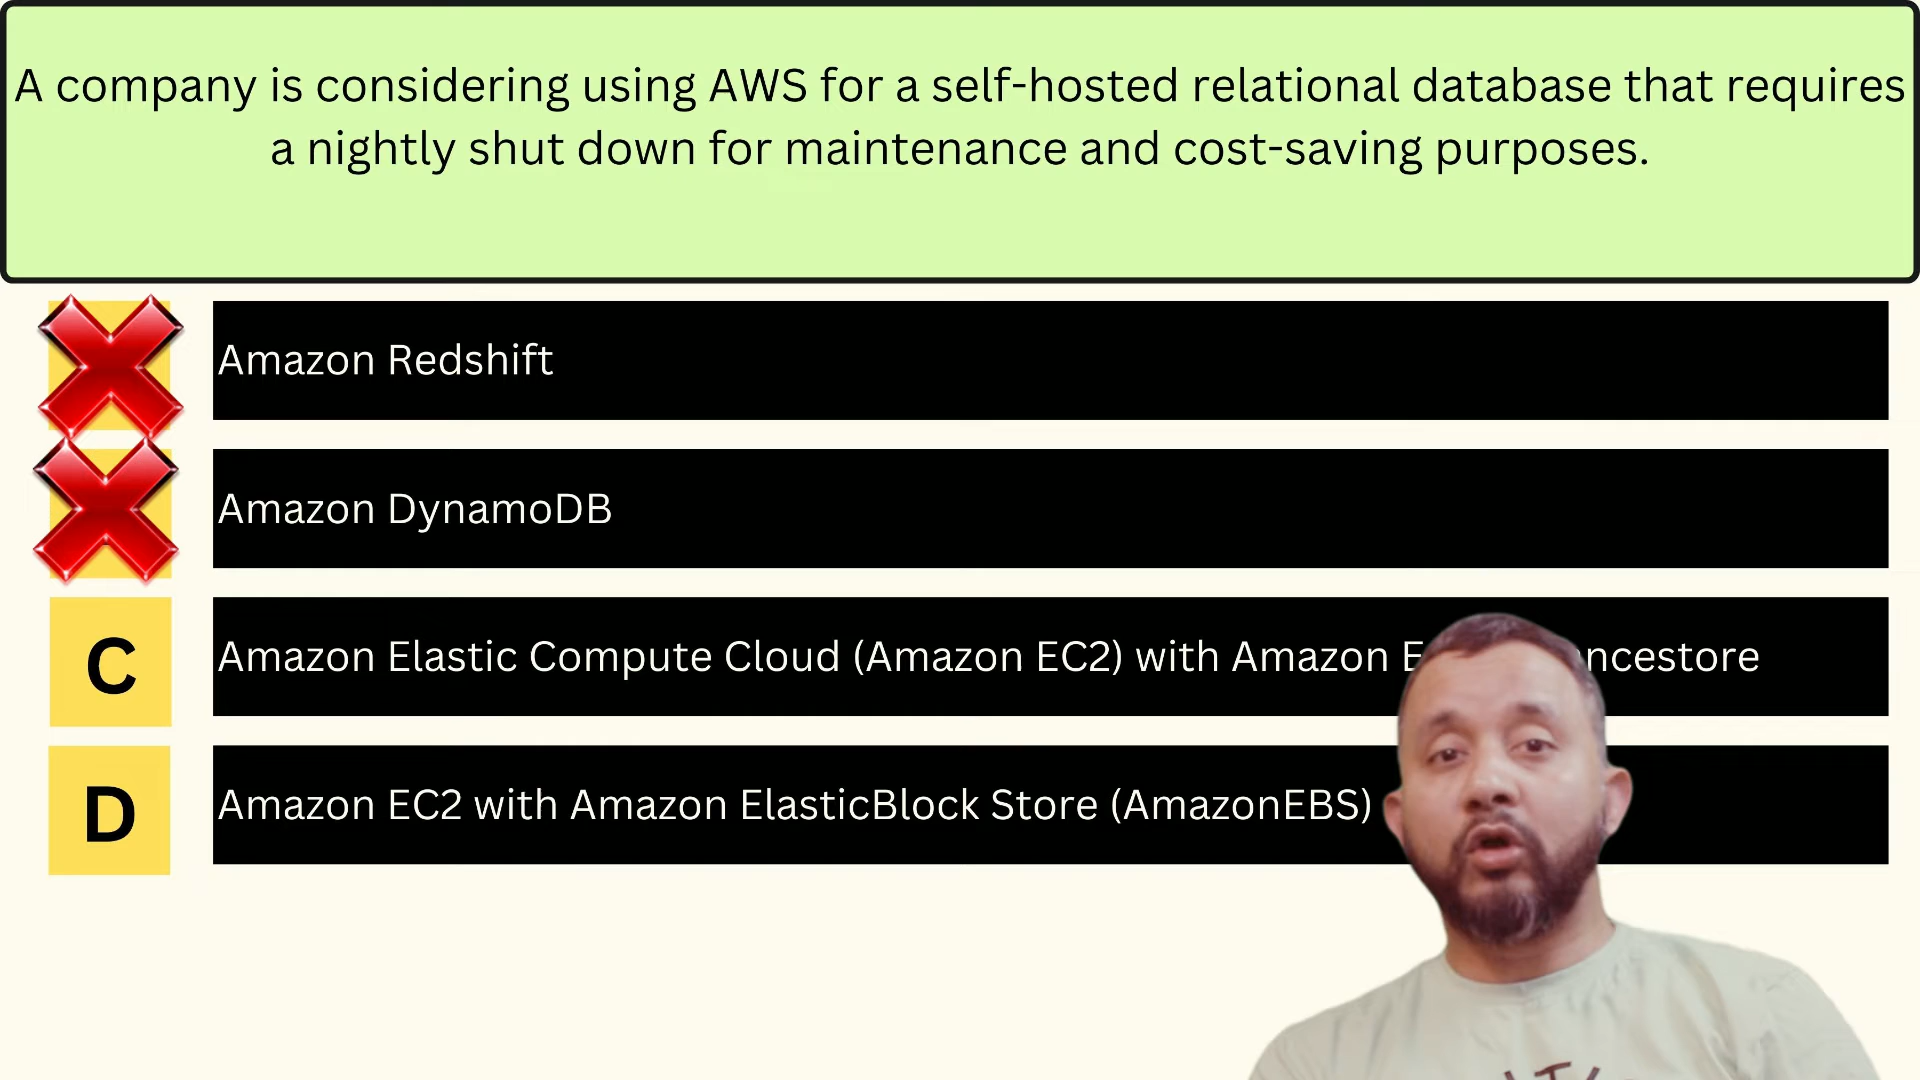 A company is considering using AWS for a self-hosted relational database that requires
a nightly shut down for maintenance and cost-saving purposes.
Amazon Redshift
Amazon DynamoDB
C
Amazon Elastic Compute Cloud (Amazon EC2) with Amazon
D
Amazon EC2 with Amazon ElasticBlock Store (AmazonEBS)